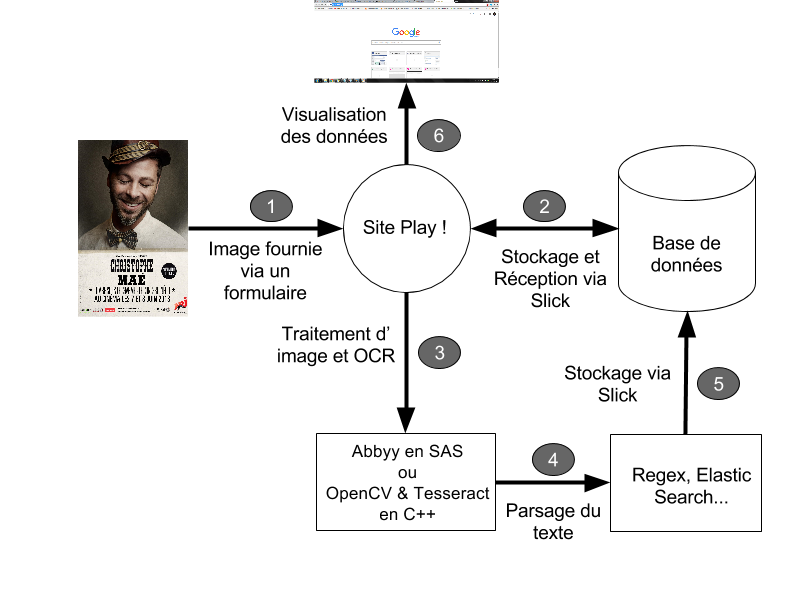 Google
Visualisation
des données
6
1
2
Site Play !
Image fournie
via un
formulaire
Stockage et
Réception via
Slick
Base de
données
CHRISTOPHE
MAÉ
NRJ
Traitement d’
image et OCR
3
Stockage via
Slick
5
Abbyy en SAS
ou
OpenCV & Tesseract
en C++
4
Parsage du
texte
Regex, Elastic
Search...